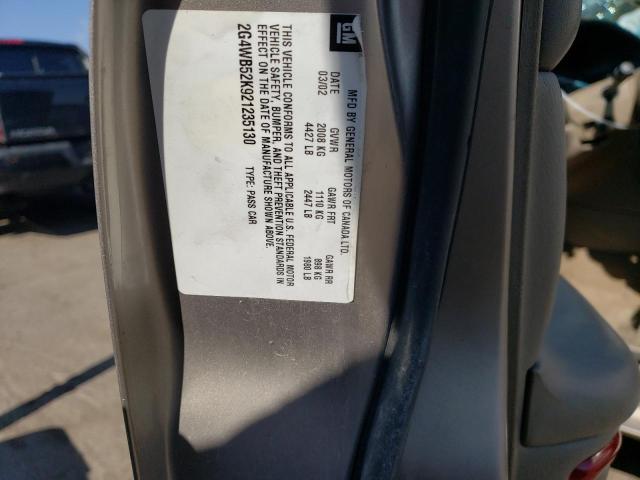 GM
MFD BY GENERAL MOTORS OF CANADA LTD.
DATE GVWR GAWR FRT GAWR RR
03/02 2008 KG 1110 KG 898 KG
4427 LB 2447 LB 1980 LB
THIS VEHICLE CONFORMS TO ALL APPLICABLE U.S. FEDERAL MOTOR
VEHICLE SAFETY, BUMPER, AND THEFT PREVENTION STANDARDS IN
EFFECT ON THE DATE OF MANUFACTURE SHOWN ABOVE.
2G4WB52K921235130 TYPE: PASS CAR